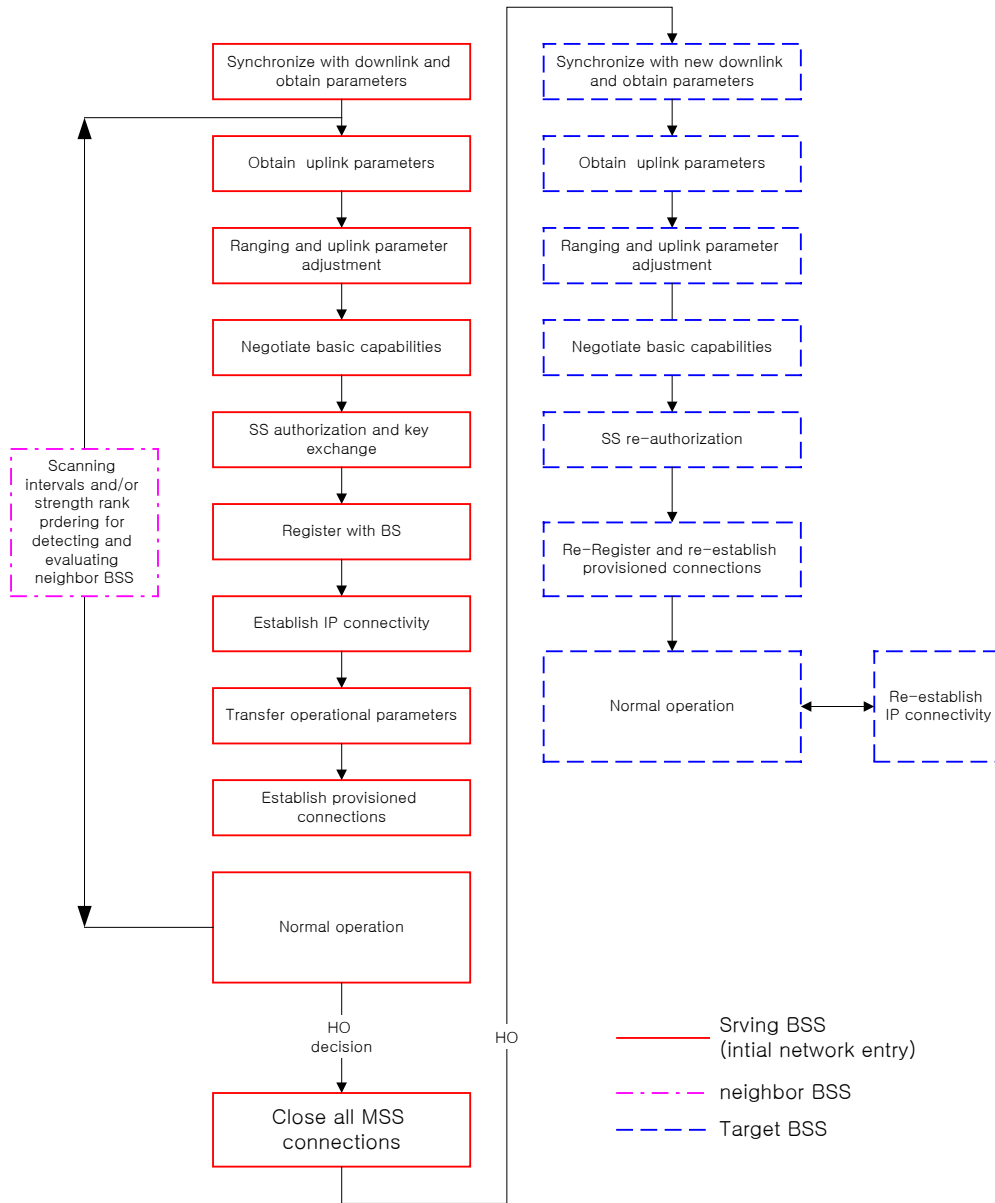 Synchronize with downlink and
obtain parameters
Obtain uplink parameters
Ranging and uplink parameter
adjustment
Negotiate basic capabilities
SS authorization and key
exchange
Register with BS
Establish IP connectivity
Transfer operational parameters
Establish provisioned
connections
Normal operation
HO
decision
Close all MSS
connections
Scanning
intervals and/or
strength rank
prdering for
detecting and
evaluating
neighbor BSS
HO
Synchronize with new downlink
and obtain parameters
Obtain uplink parameters
Ranging and uplink parameter
adjustment
Negotiate basic capabilities
SS re-authorization
Re-Register and re-establish
provisioned connections
Normal operation
Re-establish
IP connectivity
Srving BSS
(intial network entry)
neighbor BSS
Target BSS